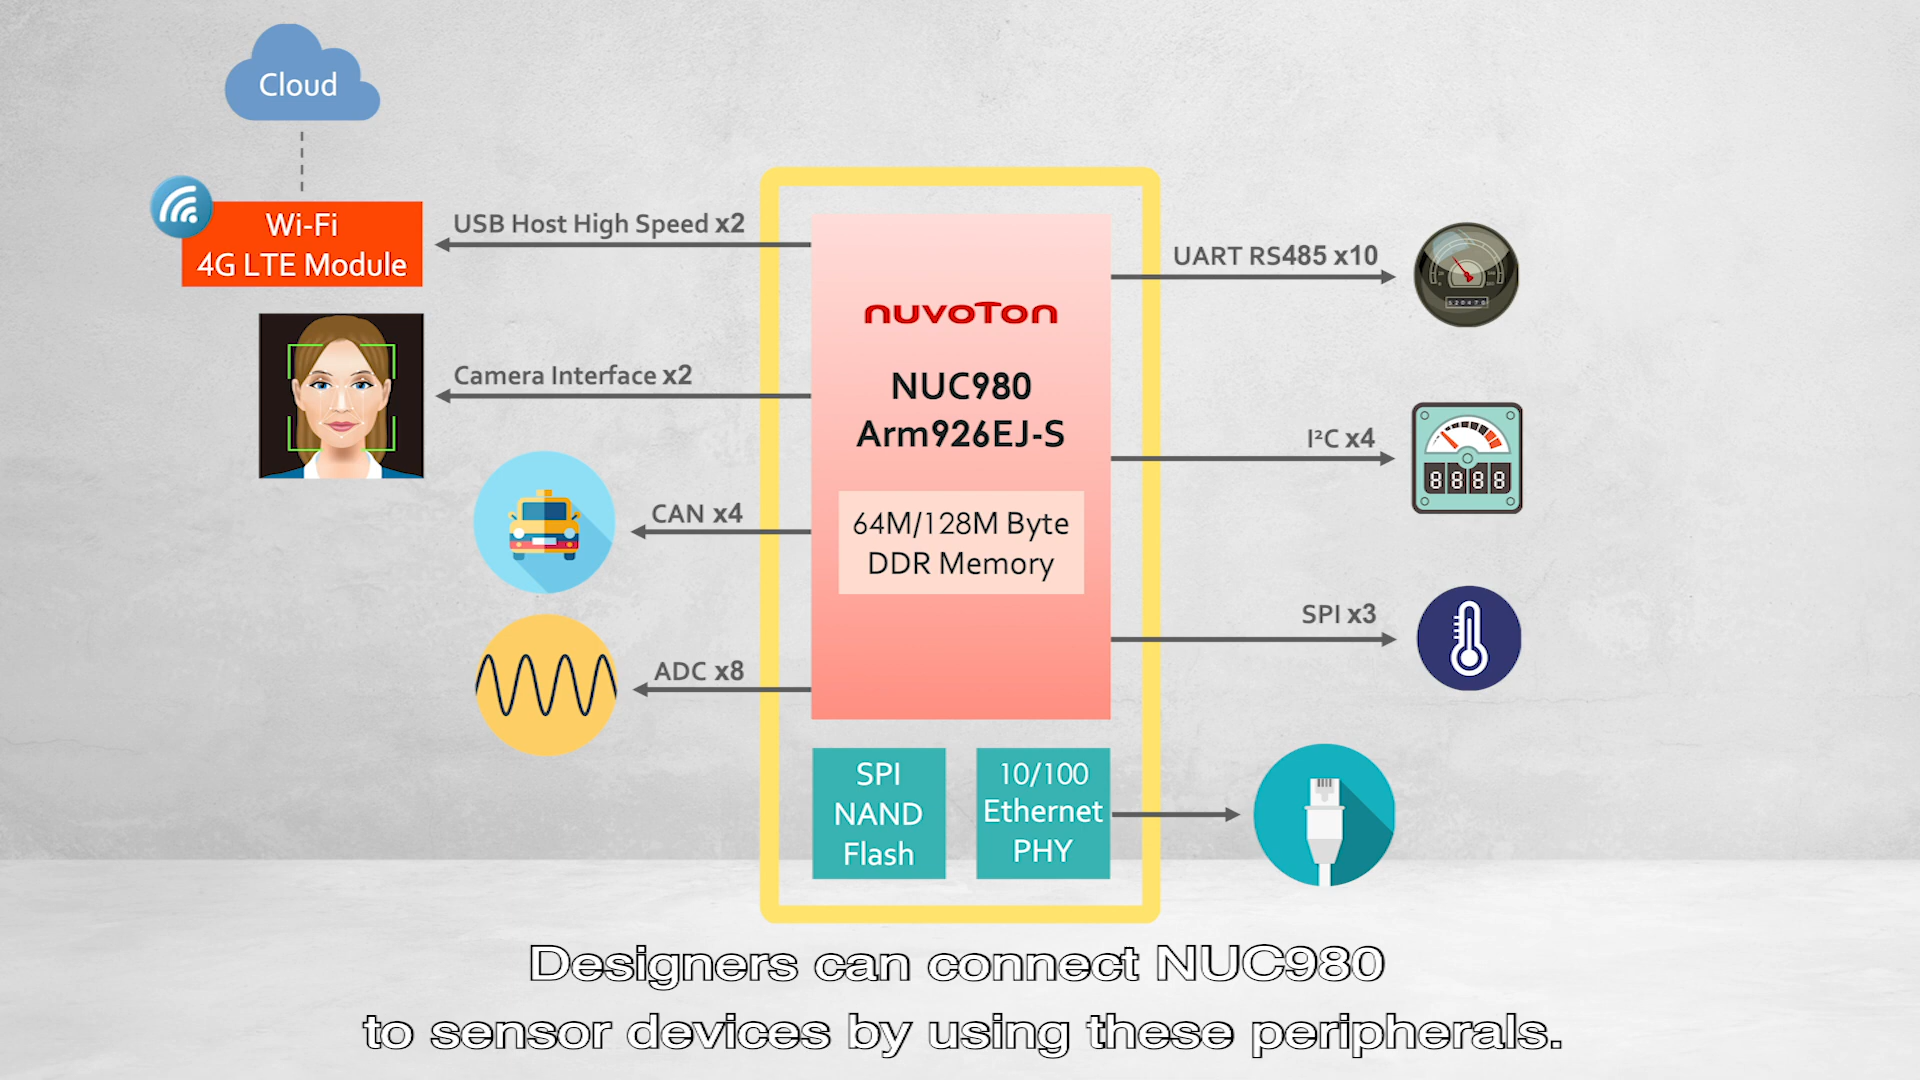 Cloud
Wi-Fi
4G LTE Module
USB Host High Speed x2
Camera Interface x2
CAN x4
ADC x8
nuvoTon
NUC980
Arm926EJ-S
64M/128M Byte
DDR Memory
SPI
NAND
Flash
10/100
Ethernet
PHY
UART RS485 x10
I²C x4
8888
SPI x3
Designers can connect NUC980
to sensor devices by using these peripherals.